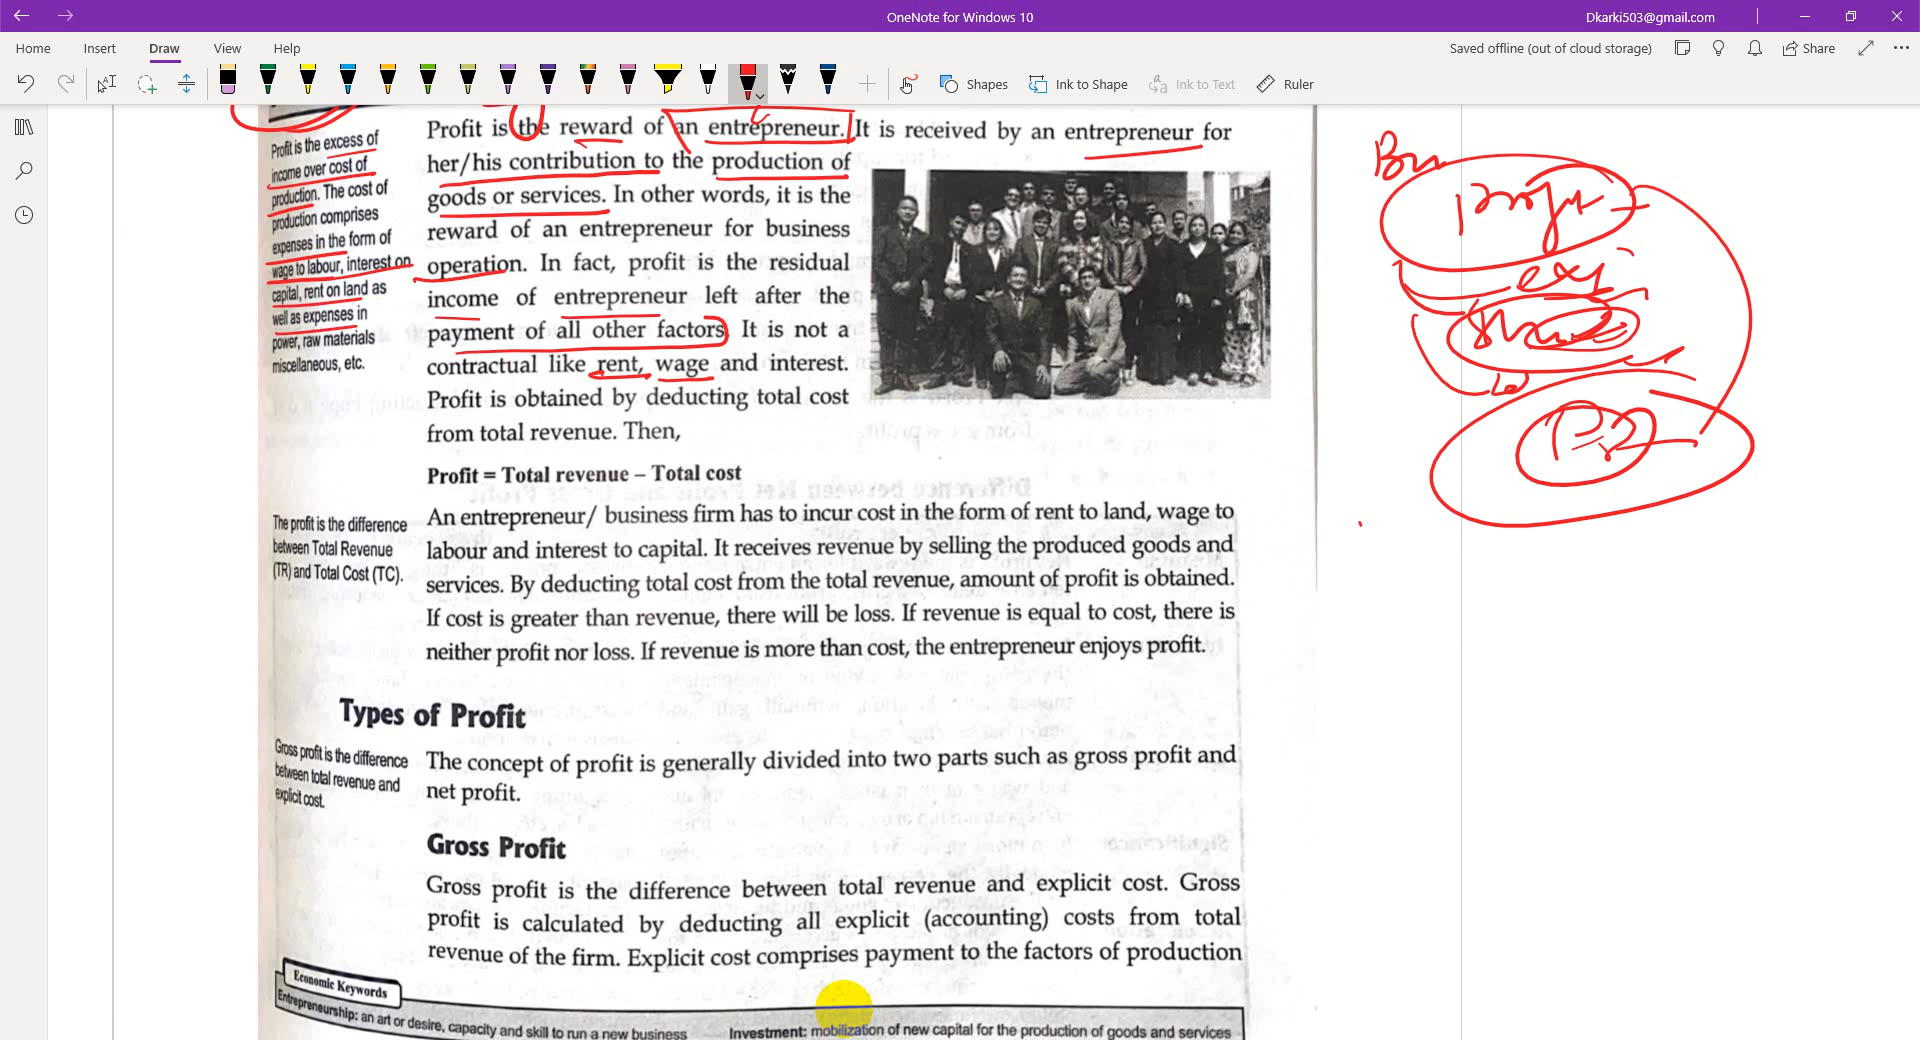 OneNote for Windows 10
Dkarki503@gmail.com
Home Insert Draw View Help
Saved offline (out of cloud storage)
Share
Shapes
Ink to Shape
Ink to Text
Ruler
Profit is the excess of
income over cost of
production. The cost of
production comprises
expenses in the form of
wage to labour, interest on
capital, rent on land as
well as expenses in
power, raw materials
miscellaneous, etc.
Profit is the reward of an entrepreneur. It is received by an entrepreneur for
her/his contribution to the production of
goods or services. In other words, it is the
reward of an entrepreneur for business
operation. In fact, profit is the residual
income of entrepreneur left after the
payment of all other factors. It is not a
contractual like rent, wage and interest.
Profit is obtained by deducting total cost
from total revenue. Then,
Profit = Total revenue – Total cost
The profit is the difference
between Total Revenue
(TR) and Total Cost (TC).
An entrepreneur/ business firm has to incur cost in the form of rent to land, wage to
labour and interest to capital. It receives revenue by selling the produced goods and
services. By deducting total cost from the total revenue, amount of profit is obtained.
If cost is greater than revenue, there will be loss. If revenue is equal to cost, there is
neither profit nor loss. If revenue is more than cost, the entrepreneur enjoys profit.
Types of Profit
Gross profit is the difference
between total revenue and
explicit cost.
The concept of profit is generally divided into two parts such as gross profit and
net profit.
Gross Profit
Gross profit is the difference between total revenue and explicit cost. Gross
profit is calculated by deducting all explicit (accounting) costs from total
revenue of the firm. Explicit cost comprises payment to the factors of production
Economic Keywords
Entrepreneurship: an art or desire, capacity and skill to run a new business
Investment: mobilization of new capital for the production of goods and services